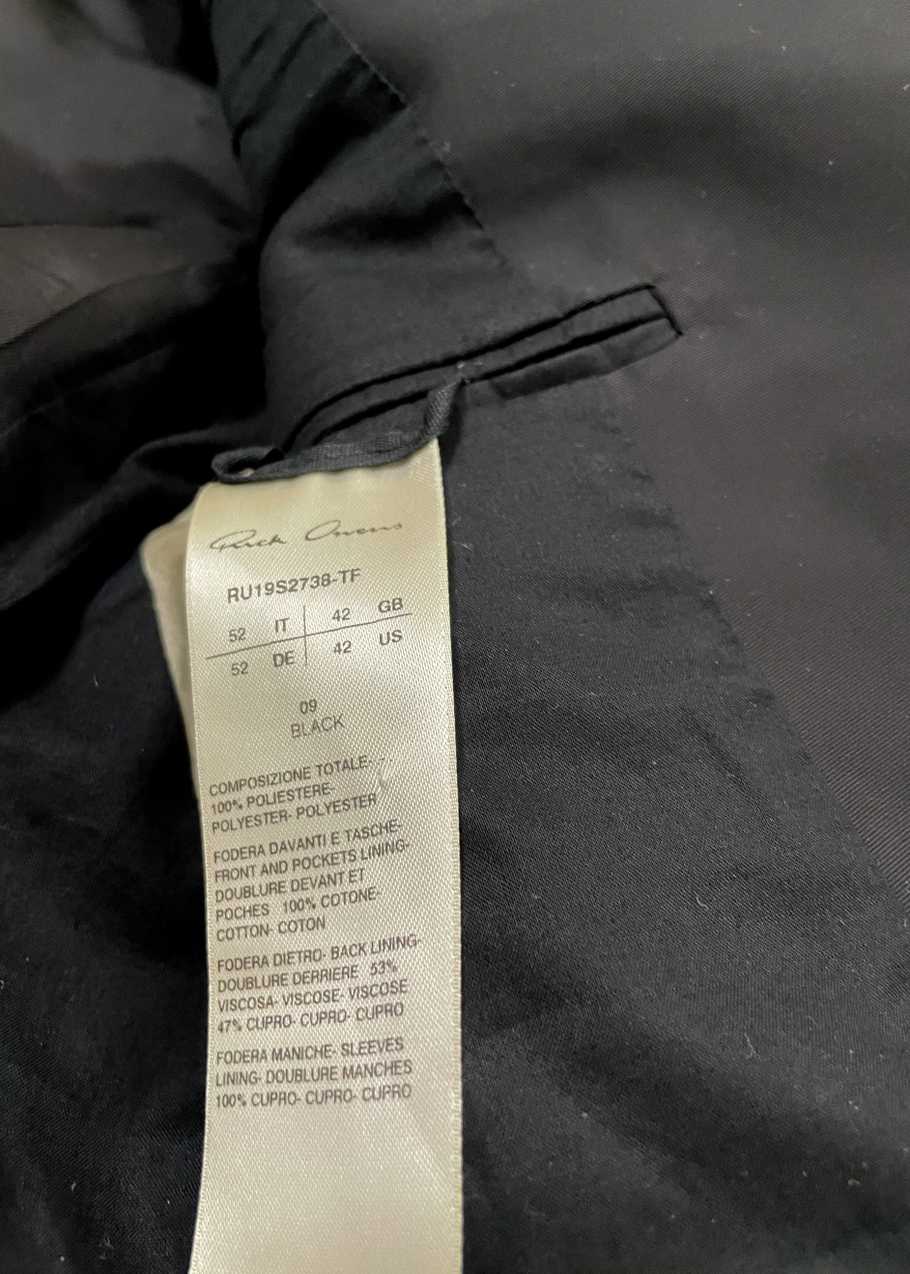 Rick Owens
RU19S2738-TF
52 IT 42 GB
52 DE 42 US
09
BLACK
COMPOSIZIONE TOTALE- -
100% POLIESTERE-
POLYESTER- POLYESTER
FODERA DAVANTI E TASCHE-
FRONT AND POCKETS LINING-
DOUBLURE DEVANT ET
POCHES 100% COTONE-
COTTON- COTON
FODERA DIETRO- BACK LINING-
DOUBLURE DERRIERE 53%
VISCOSA- VISCOSE- VISCOSE
47% CUPRO- CUPRO- CUPRO
FODERA MANICHE- SLEEVES
LINING- DOUBLURE MANCHES
100% CUPRO- CUPRO- CUPRO